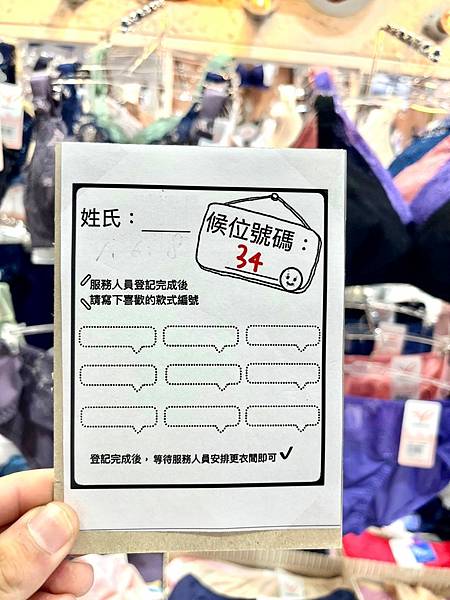 姓氏：
候位號碼：
34
服務人員登記完成後
請寫下喜歡的款式編號
登記完成後，等待服務人員安排更衣間即可✓